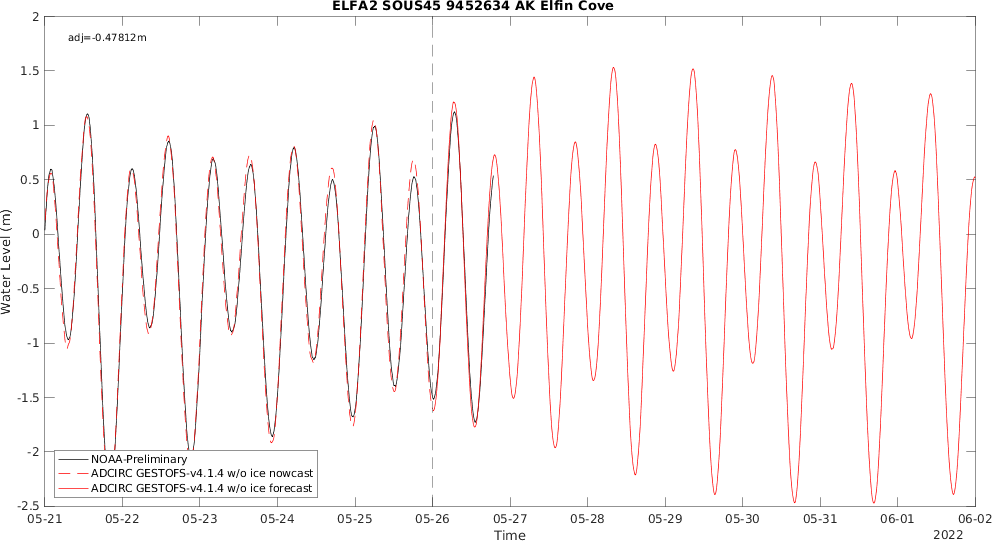 ELFA2 SOUS45 9452634 AK Elfin Cove
adj=-0.47812m
2
1.5
1
0.5
0
-0.5
-1
-1.5
-2
-2.5
Water Level (m)
NOAA-Preliminary
ADCIRC GESTOFS-v4.1.4 w/o ice nowcast
ADCIRC GESTOFS-v4.1.4 w/o ice forecast
05-21 05-22 05-23 05-24 05-25 05-26 05-27 05-28 05-29 05-30 05-31 06-01 06-02
Time
2022